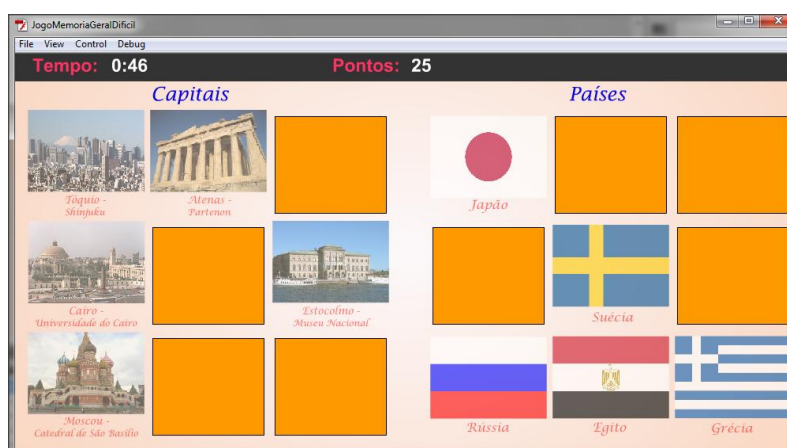 JogoMemoriaGeralDificil
File View Control Debug
Tempo: 0:46 Pontos: 25
Capitais
Países
Tóquio -
Shinjuku
Atenas -
Partenon
Japão
Cairo -
Universidade do Cairo
Estocolmo -
Museu Nacional
Suécia
Moscou -
Catedral de São Basílio
Rússia
Egito
Grécia